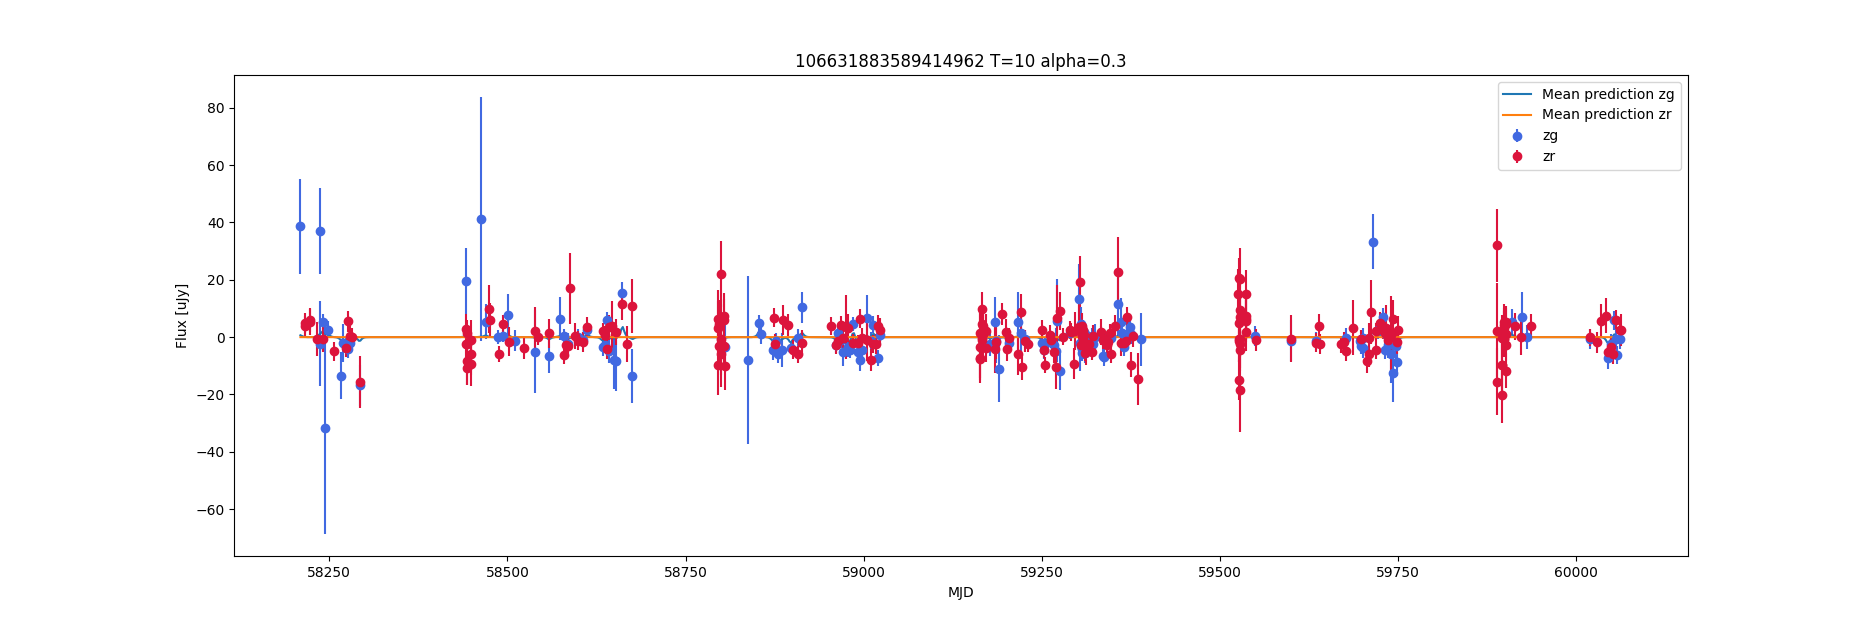 106631883589414962 T=10 alpha=0.3
Mean prediction zg
Mean prediction zr
zg
zr
Flux [uJy]
80
60
40
20
0
−20
−40
−60
58250 58500 58750 59000 59250 59500 59750 60000
MJD